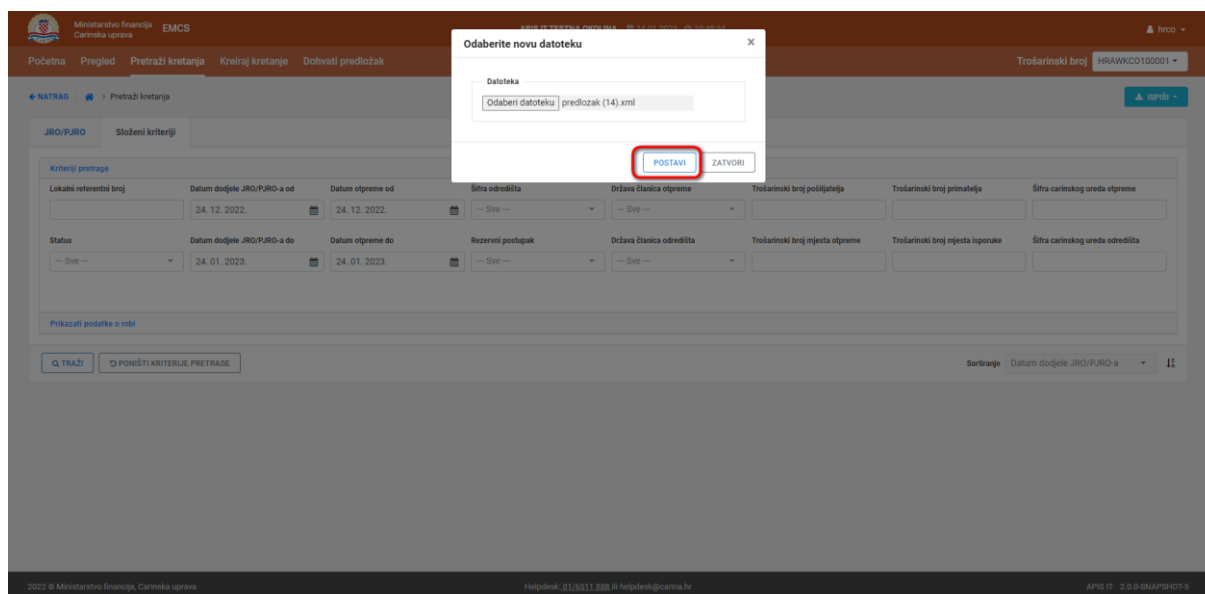 Ministarstvo financija
Carinska uprava
EMCS
APIS IT TESTNA OKOLINA 24.01.2023.
hrco
Početna Pregled Pretraži kretanja Kreiraj kretanje Dohvati predložak
Trošarinski broj HRAWKCO100001
NATRAG / > Pretraži kretanja
ISPIŠI
Odaberite novu datoteku ×
Datoteka
Odaberi datoteku predlozak (14).xml
POSTAVI ZATVORI
JRO/PJRO Složeni kriteriji
Kriteriji pretrage
Lokalni referentni broj Datum dodjele JRO/PJRO-a od Datum otpreme od Šifra odredišta Država članica otpreme Trošarinski broj pošiljatelja Trošarinski broj primatelja Šifra carinskog ureda otpreme
24. 12. 2022. 24. 12. 2022. -- Sve -- -- Sve --
Status Datum dodjele JRO/PJRO-a do Datum otpreme do Rezervni postupak Država članica odredišta Trošarinski broj mjesta otpreme Trošarinski broj mjesta isporuke Šifra carinskog ureda odredišta
-- Sve -- 24. 01. 2023. 24. 01. 2023. -- Sve -- -- Sve --
Prikazati podatke o robi
TRAŽI PONIŠTI KRITERIJE PRETRAGE
Sortiranje Datum dodjele JRO/PJRO-a
2022 © Ministarstvo financija, Carinska uprava Helpdesk: 01/6511 888 ili helpdesk@carina.hr APIS IT 2.0.0-SNAPSHOT-5